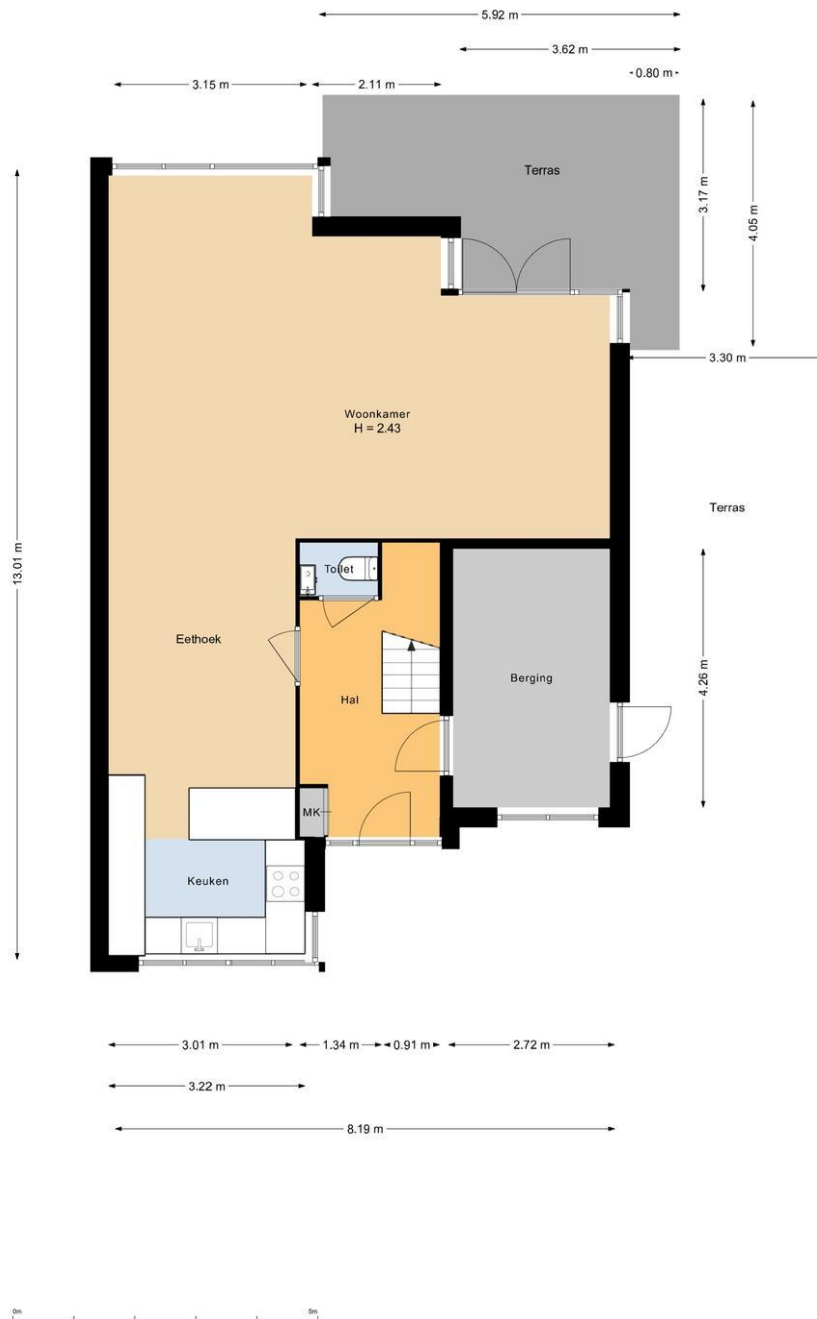 5.92 m
3.62 m
0.80 m
3.15 m
2.11 m
Terras
3.17 m
4.05 m
3.30 m
Woonkamer
H = 2.43
Terras
13.01 m
Toilet
Eethoek
4.26 m
Berging
Hal
MK
Keuken
3.01 m
1.34 m
0.91 m
2.72 m
3.22 m
8.19 m
0m
5m